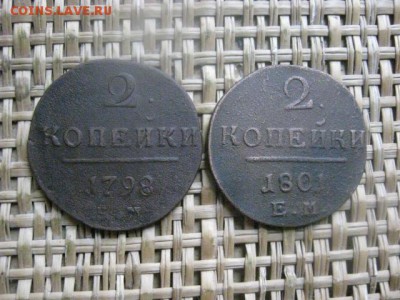 COINS.LAVE.RU
2
КОПЕЙКИ
1798
Е.М
2
КОПЕЙКИ
1801
Е.М